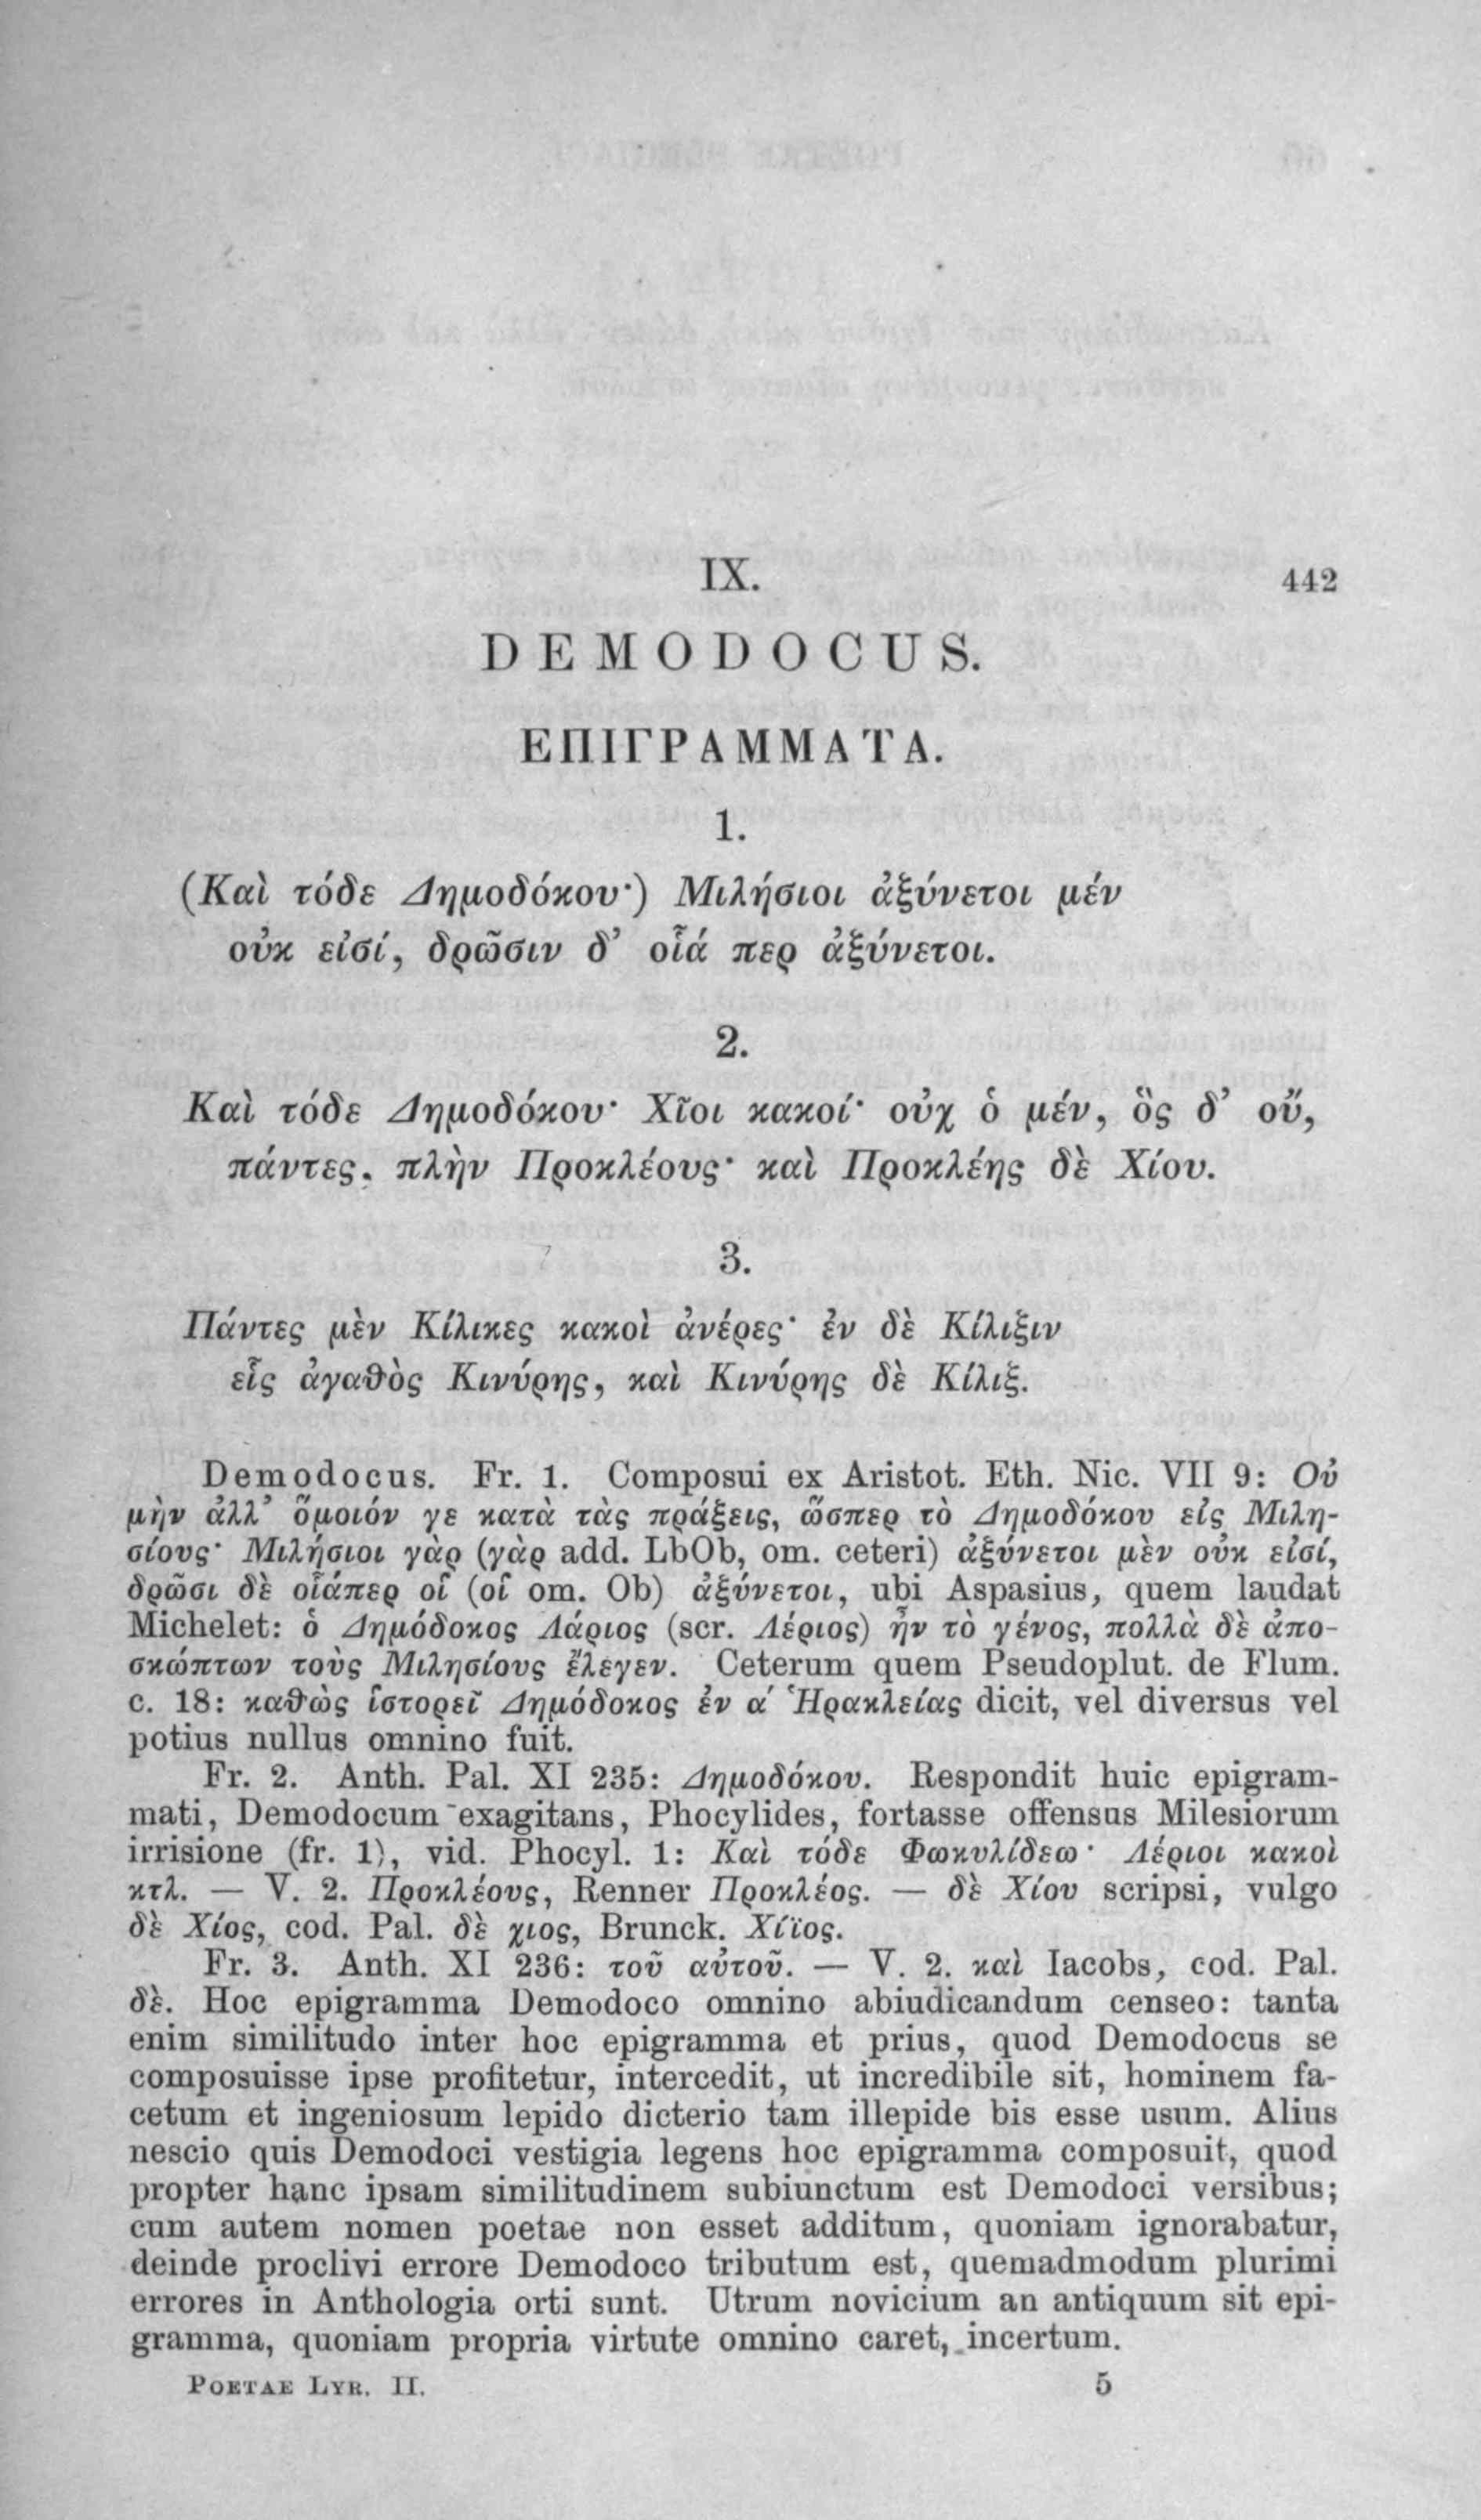 IX.
442
DEMODOCUS.
ΕΠΙΓΡΑΜΜΑΤΑ.
1.
(Καὶ τόδε Δημοδόκου·) Μιλήσιοι ἀξύνετοι μέν
οὐκ εἰσί, δρῶσιν δ’ οἷά περ ἀξύνετοι.
2.
Καὶ τόδε Δημοδόκου· Χῖοι κακοί· οὐχ ὁ μέν, ὃς δ’ οὔ,
πάντες, πλὴν Προκλέους· καὶ Προκλέης δὲ Χίου.
3.
Πάντες μὲν Κίλικες κακοὶ ἀνέρες· ἐν δὲ Κίλιξιν
εἷς ἀγαθὸς Κινύρης, καὶ Κινύρης δὲ Κίλιξ.
Demodocus. Fr. 1. Composui ex Aristot. Eth. Nic. VII 9: Οὐ
μὴν ἀλλ’ ὅμοιόν γε κατὰ τὰς πράξεις, ὥσπερ τὸ Δημοδόκου εἰς Μιλη-
σίους· Μιλήσιοι γὰρ (γὰρ add. LbOb, om. ceteri) ἀξύνετοι μὲν οὐκ εἰσί,
δρῶσι δὲ οἷάπερ οἱ (οἱ om. Ob) ἀξύνετοι, ubi Aspasius, quem laudat
Michelet: ὁ Δημόδοκος Λάριος (scr. Λέριος) ἦν τὸ γένος, πολλὰ δὲ ἀπο-
σκώπτων τοὺς Μιλησίους ἔλεγεν. Ceterum quem Pseudoplut. de Flum.
c. 18: καθὼς ἱστορεῖ Δημόδοκος ἐν α΄ Ἡρακλείας dicit, vel diversus vel
potius nullus omnino fuit.
Fr. 2. Anth. Pal. XI 235: Δημοδόκου. Respondit huic epigram-
mati, Demodocum exagitans, Phocylides, fortasse offensus Milesiorum
irrisione (fr. 1), vid. Phocyl. 1: Καὶ τόδε Φωκυλίδεω· Λέριοι κακοὶ
κτλ. — V. 2. Προκλέους, Renner Προκλέος. — δὲ Χίου scripsi, vulgo
δὲ Χίος, cod. Pal. δὲ χιος, Brunck. Χίϊος.
Fr. 3. Anth. XI 236: τοῦ αὐτοῦ. — V. 2. καὶ Iacobs, cod. Pal.
δὲ. Hoc epigramma Demodoco omnino abiudicandum censeo: tanta
enim similitudo inter hoc epigramma et prius, quod Demodocus se
composuisse ipse profitetur, intercedit, ut incredibile sit, hominem fa-
cetum et ingeniosum lepido dicterio tam illepide bis esse usum. Alius
nescio quis Demodoci vestigia legens hoc epigramma composuit, quod
propter hanc ipsam similitudinem subiunctum est Demodoci versibus;
cum autem nomen poetae non esset additum, quoniam ignorabatur,
deinde proclivi errore Demodoco tributum est, quemadmodum plurimi
errores in Anthologia orti sunt. Utrum novicium an antiquum sit epi-
gramma, quoniam propria virtute omnino caret, incertum.
POETAE LYR. II.
5